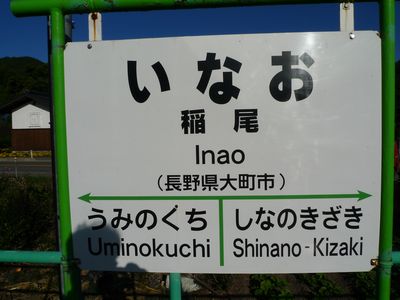 いなお
稲尾
Inao
(長野県大町市)
うみのくち しなのきざき
Uminokuchi Shinano-Kizaki